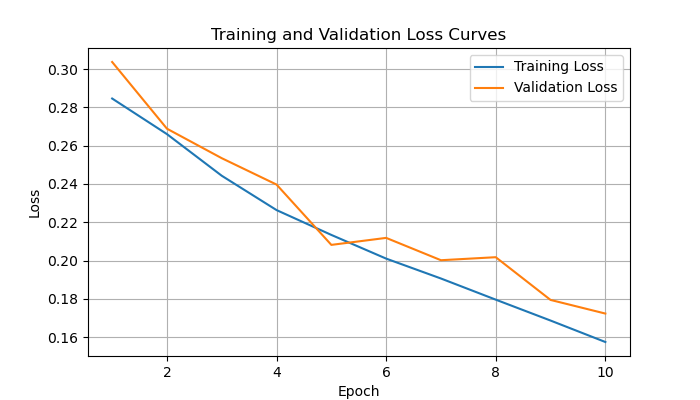 Training and Validation Loss Curves
Training Loss
Validation Loss
0.30
0.28
0.26
0.24
0.22
0.20
0.18
0.16
Loss
2 4 6 8 10
Epoch